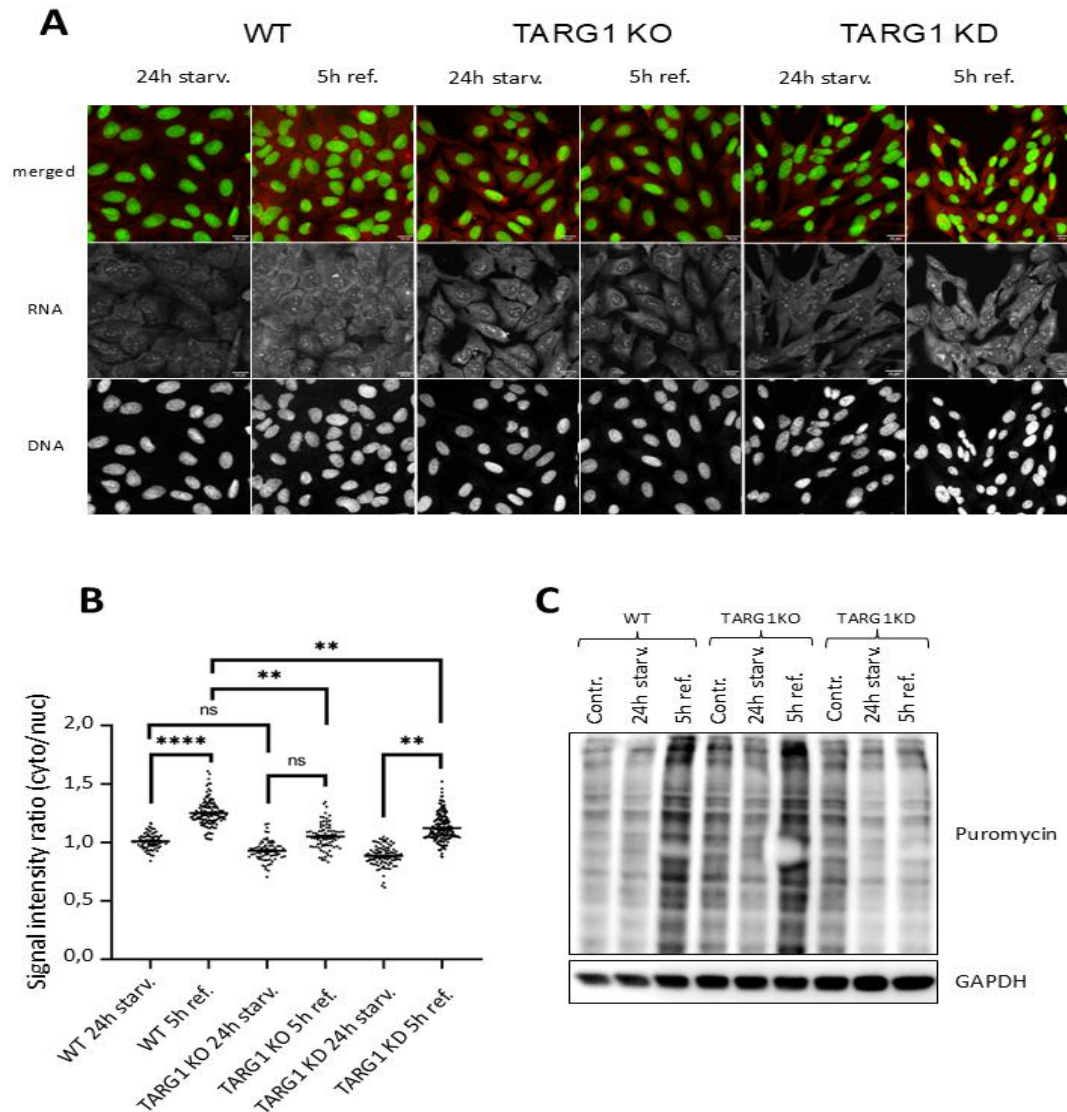 A
WT TARG1 KO TARG1 KD
24h starv. 5h ref. 24h starv. 5h ref. 24h starv. 5h ref.
merged
RNA
DNA
B
Signal intensity ratio (cyto/nuc)
**
**
ns
**** ns **
2,0
1,5
1,0
0,5
0,0
WT 24h starv.
WT 5h ref.
TARG1 KO 24h starv.
TARG1 KO 5h ref.
TARG1 KD 24h starv.
TARG1 KD 5h ref.
C
WT TARG1KO TARG1KD
Contr. 24h starv. 5h ref. Contr. 24h starv. 5h ref. Contr. 24h starv. 5h ref.
Puromycin
GAPDH